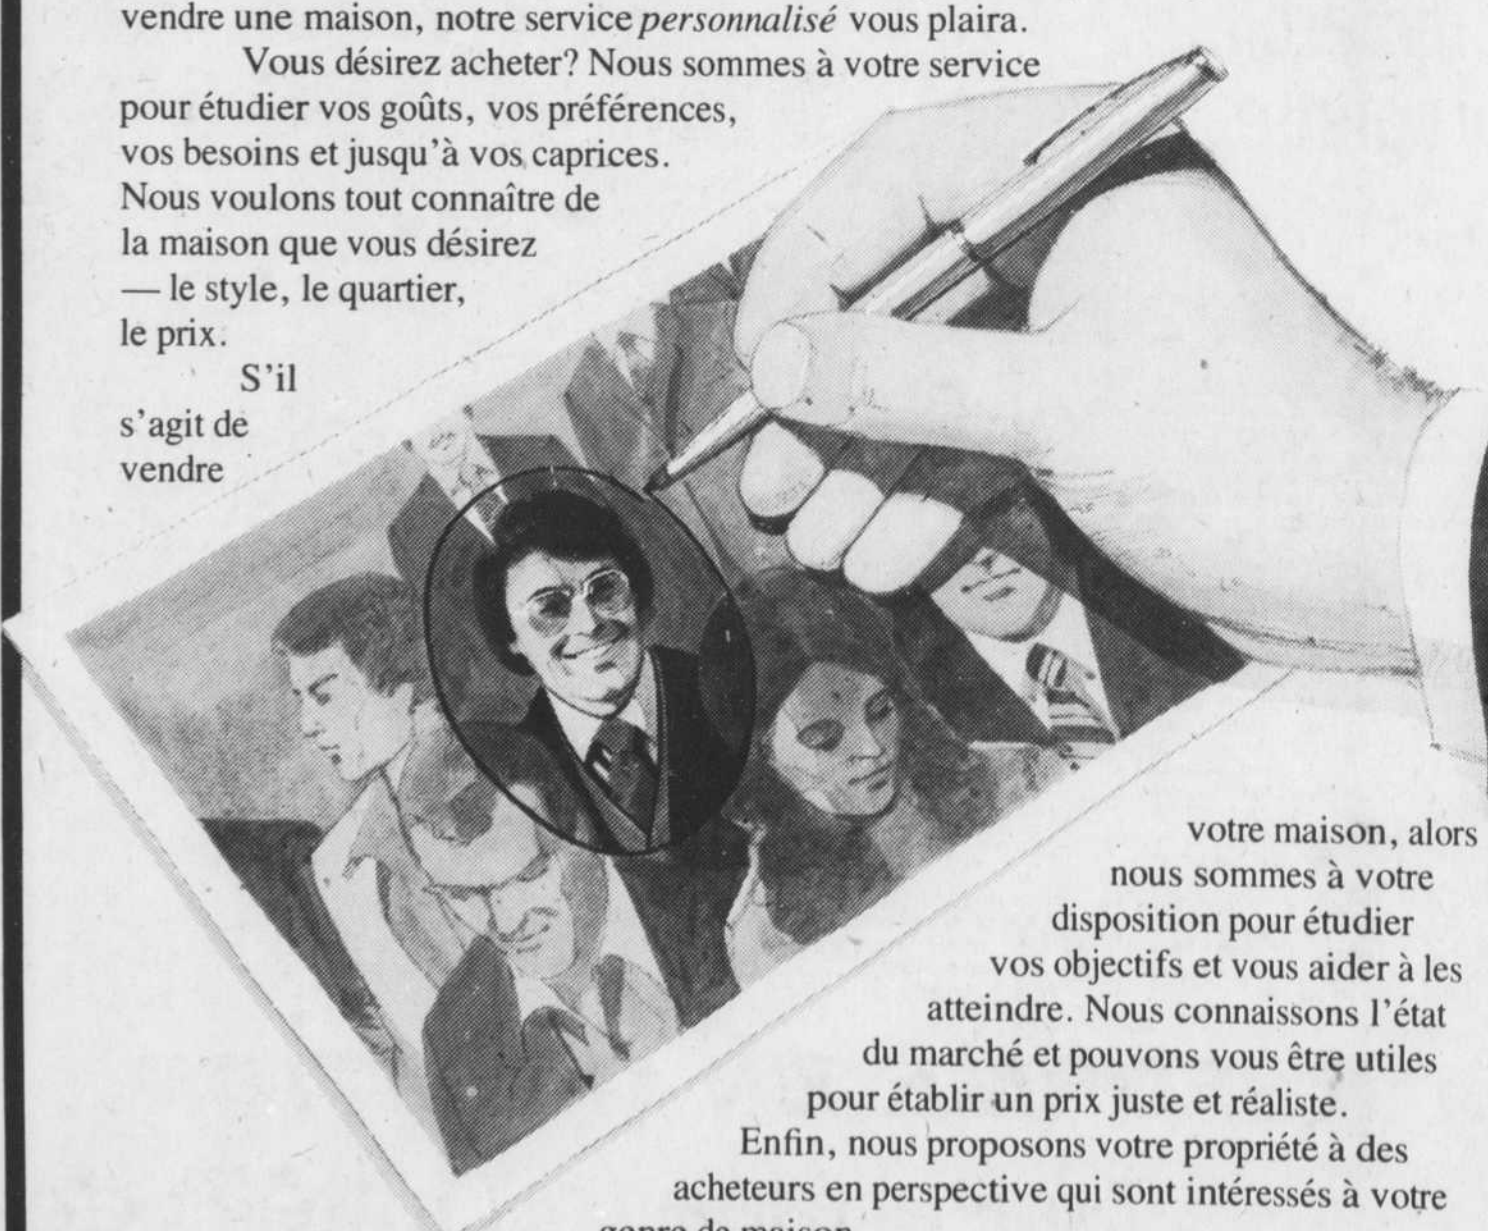 vendre une maison, notre service personnalisé vous plaira.
Vous désirez acheter? Nous sommes à votre service
pour étudier vos goûts, vos préférences,
vos besoins et jusqu'à vos caprices.
Nous voulons tout connaître de
la maison que vous désirez
— le style, le quartier,
le prix.
S'il
s'agit de
vendre
votre maison, alors
nous sommes à votre
disposition pour étudier
vos objectifs et vous aider à les
atteindre. Nous connaissons l'état
du marché et pouvons vous être utiles
pour établir un prix juste et réaliste.
Enfin, nous proposons votre propriété à des
acheteurs en perspective qui sont intéressés à votre
genre de maison